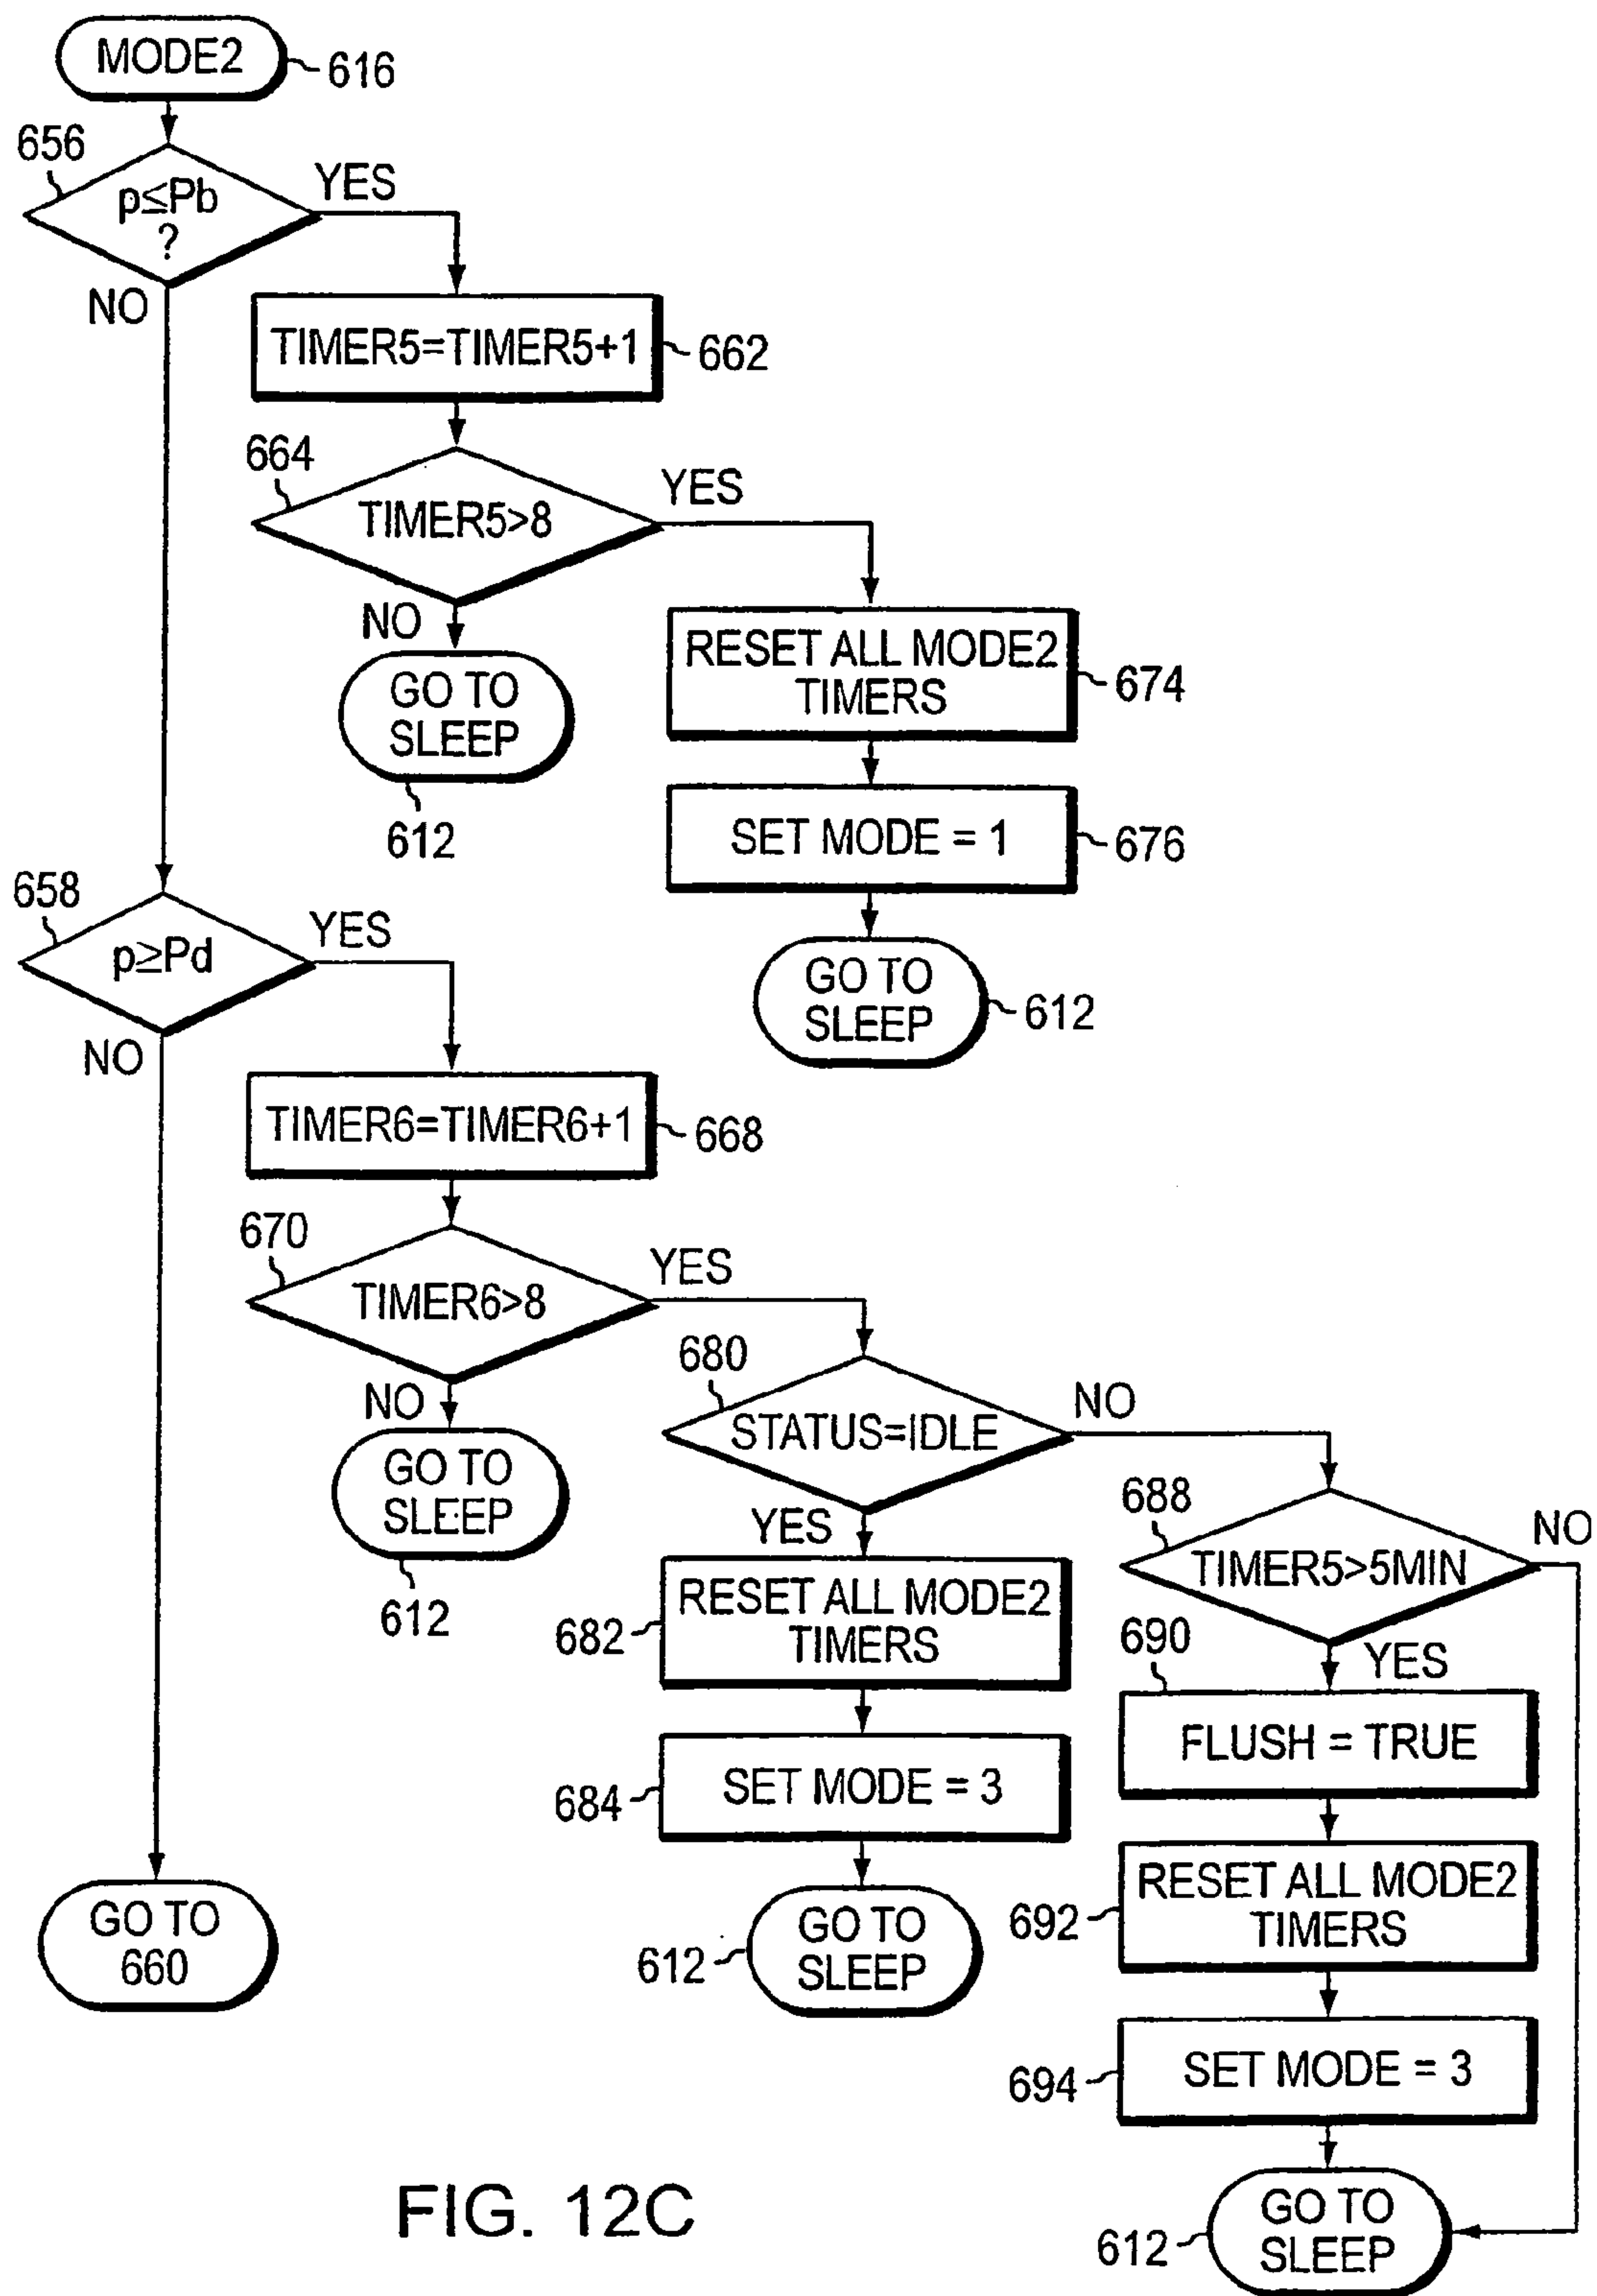 MODE2
616
656
p≤Pb
?
YES
NO
TIMER5=TIMER5+1
662
664
TIMER5>8
YES
NO
GO TO
SLEEP
612
RESET ALL MODE2
TIMERS
674
SET MODE = 1
676
GO TO
SLEEP
612
658
p≥Pd
YES
NO
TIMER6=TIMER6+1
668
670
TIMER6>8
YES
NO
GO TO
SLEEP
612
680
STATUS=IDLE
NO
YES
RESET ALL MODE2
TIMERS
682
SET MODE = 3
684
GO TO
SLEEP
612
688
TIMER5>5MIN
NO
YES
690
FLUSH = TRUE
RESET ALL MODE2
TIMERS
692
SET MODE = 3
694
GO TO
SLEEP
612
GO TO
660
FIG. 12C